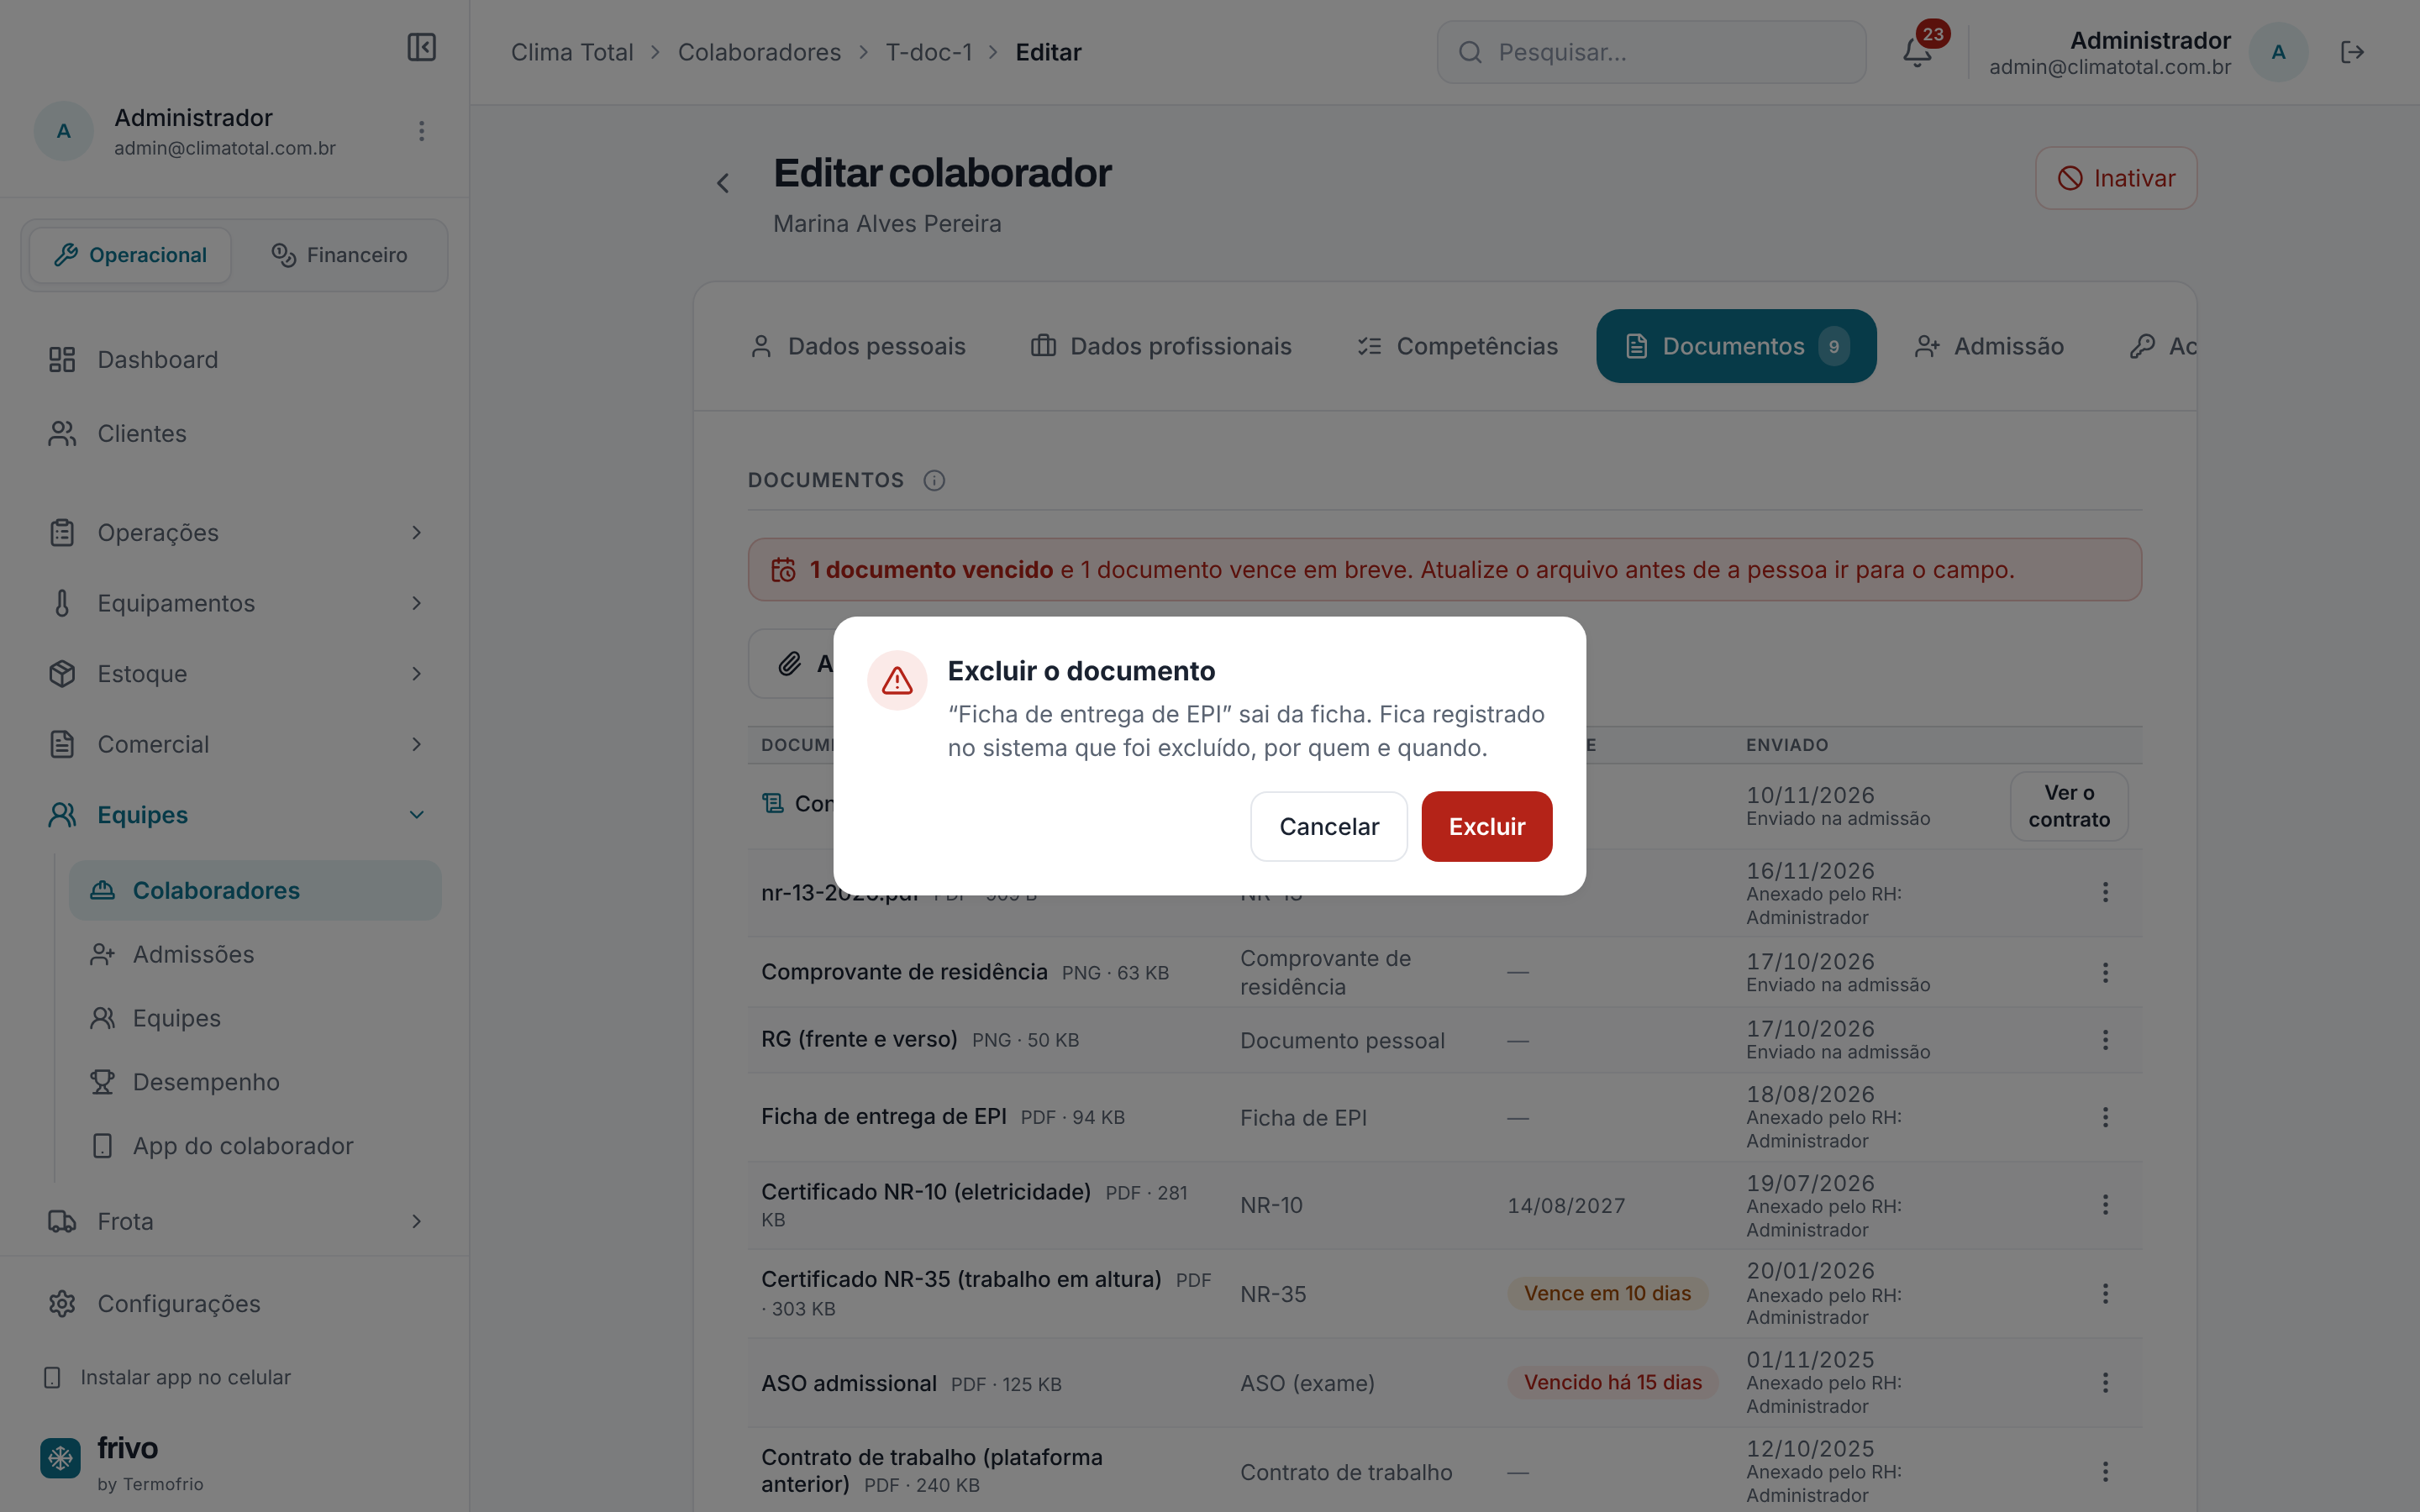 Clima Total > Colaboradores > T-doc-1 > Editar
Pesquisar...
23
Administrador
admin@climatotal.com.br
A
A
Administrador
admin@climatotal.com.br
Operacional
Financeiro
Dashboard
Clientes
Operações
Equipamentos
Estoque
Comercial
Equipes
Colaboradores
Admissões
Equipes
Desempenho
App do colaborador
Frota
Configurações
Instalar app no celular
frivo
by Termofrio
Editar colaborador
Marina Alves Pereira
Inativar
Dados pessoais
Dados profissionais
Competências
Documentos 9
Admissão
Ac
DOCUMENTOS
1 documento vencido e 1 documento vence em breve. Atualize o arquivo antes de a pessoa ir para o campo.
Excluir o documento
“Ficha de entrega de EPI” sai da ficha. Fica registrado
no sistema que foi excluído, por quem e quando.
Cancelar
Excluir
ENVIADO
10/11/2026
Enviado na admissão
Ver o
contrato
nr-13-2026.pdf
16/11/2026
Anexado pelo RH:
Administrador
Comprovante de residência PNG · 63 KB
Comprovante de
residência
—
17/10/2026
Enviado na admissão
RG (frente e verso) PNG · 50 KB
Documento pessoal
—
17/10/2026
Enviado na admissão
Ficha de entrega de EPI PDF · 94 KB
Ficha de EPI
—
18/08/2026
Anexado pelo RH:
Administrador
Certificado NR-10 (eletricidade) PDF · 281
KB
NR-10
14/08/2027
19/07/2026
Anexado pelo RH:
Administrador
Certificado NR-35 (trabalho em altura) PDF
· 303 KB
NR-35
Vence em 10 dias
20/01/2026
Anexado pelo RH:
Administrador
ASO admissional PDF · 125 KB
ASO (exame)
Vencido há 15 dias
01/11/2025
Anexado pelo RH:
Administrador
Contrato de trabalho (plataforma
anterior) PDF · 240 KB
Contrato de trabalho
—
12/10/2025
Anexado pelo RH:
Administrador